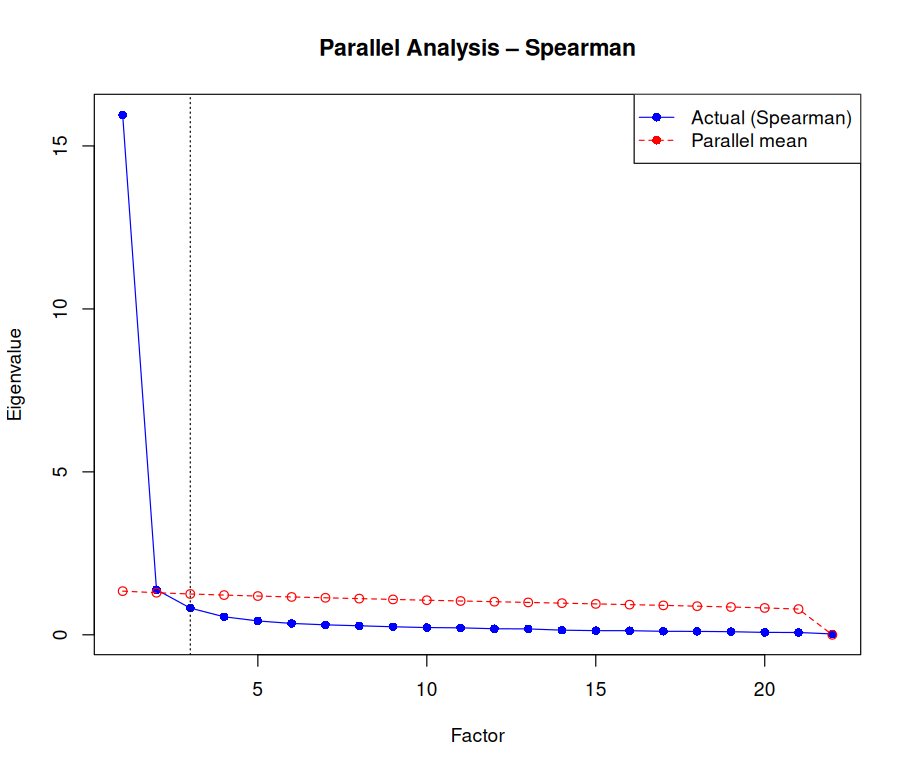 Parallel Analysis – Spearman
Actual (Spearman)
Parallel mean
15
10
5
0
Eigenvalue
5
10
15
20
Factor